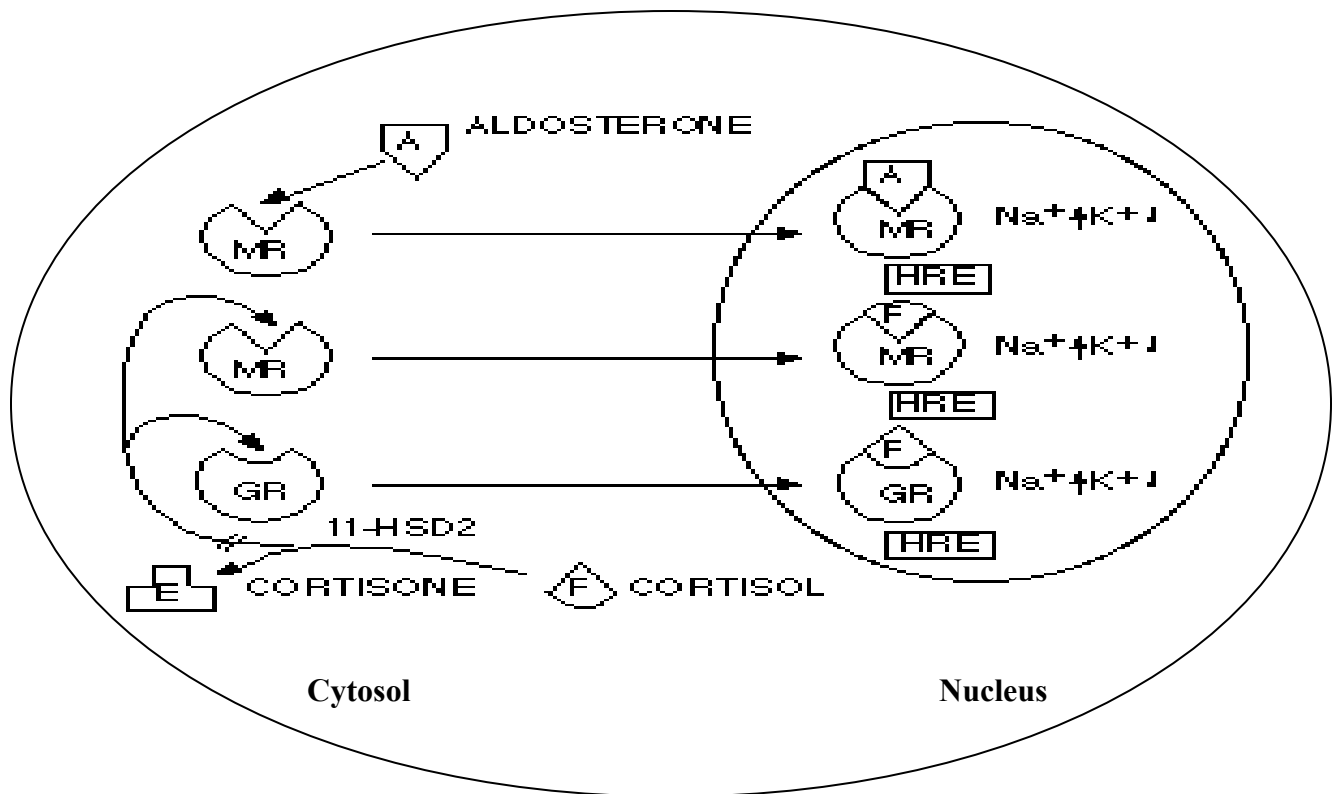 A ALDOSTERONE
A
MR
MR Na+ ↑K+ ↓
HRE
F
MR
MR Na+ ↑K+ ↓
HRE
F
GR
GR Na+ ↑K+ ↓
11-HSD2
HRE
E CORTISONE
F CORTISOL
Cytosol
Nucleus